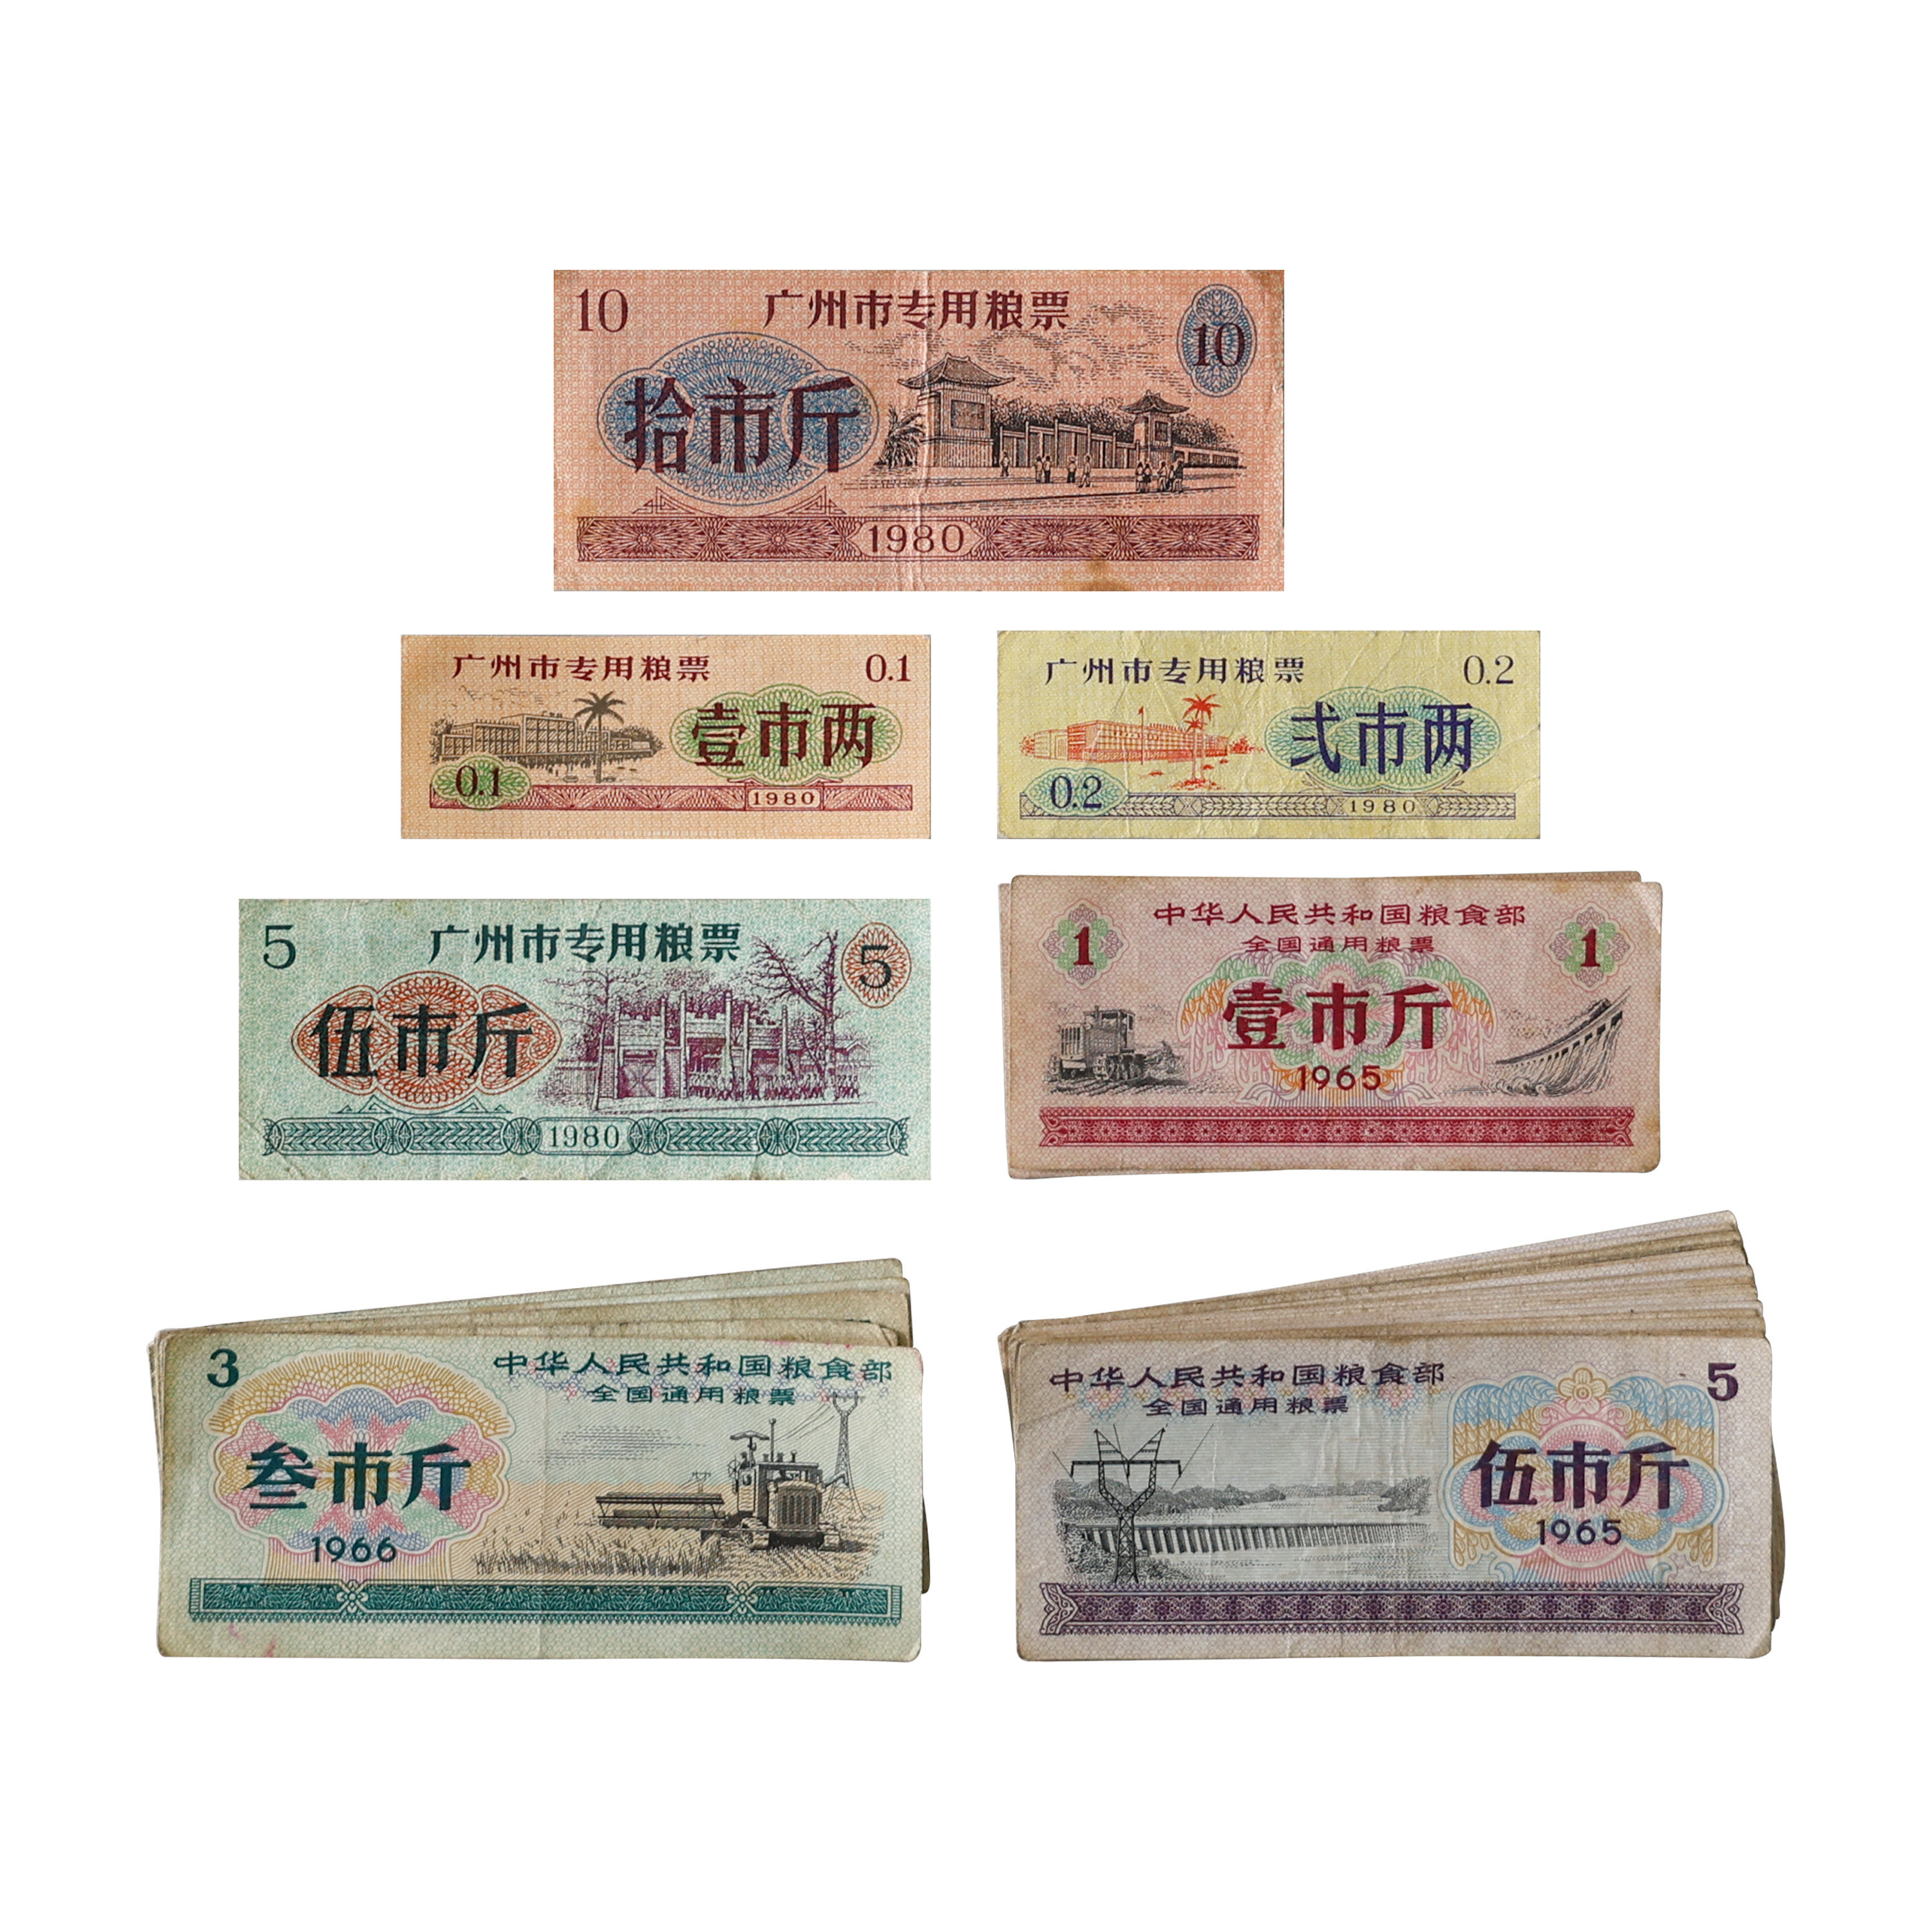 10 广州市专用粮票 10
拾市斤
1980
广州市专用粮票 0.1
壹市两
0.1
1980
广州市专用粮票 0.2
弍市两
0.2
1980
5 广州市专用粮票 5
伍市斤
1980
中华人民共和国粮食部
1 全国通用粮票 1
壹市斤
1965
3 中华人民共和国粮食部
全国通用粮票
叁市斤
1966
中华人民共和国粮食部 5
全国通用粮票
伍市斤
1965